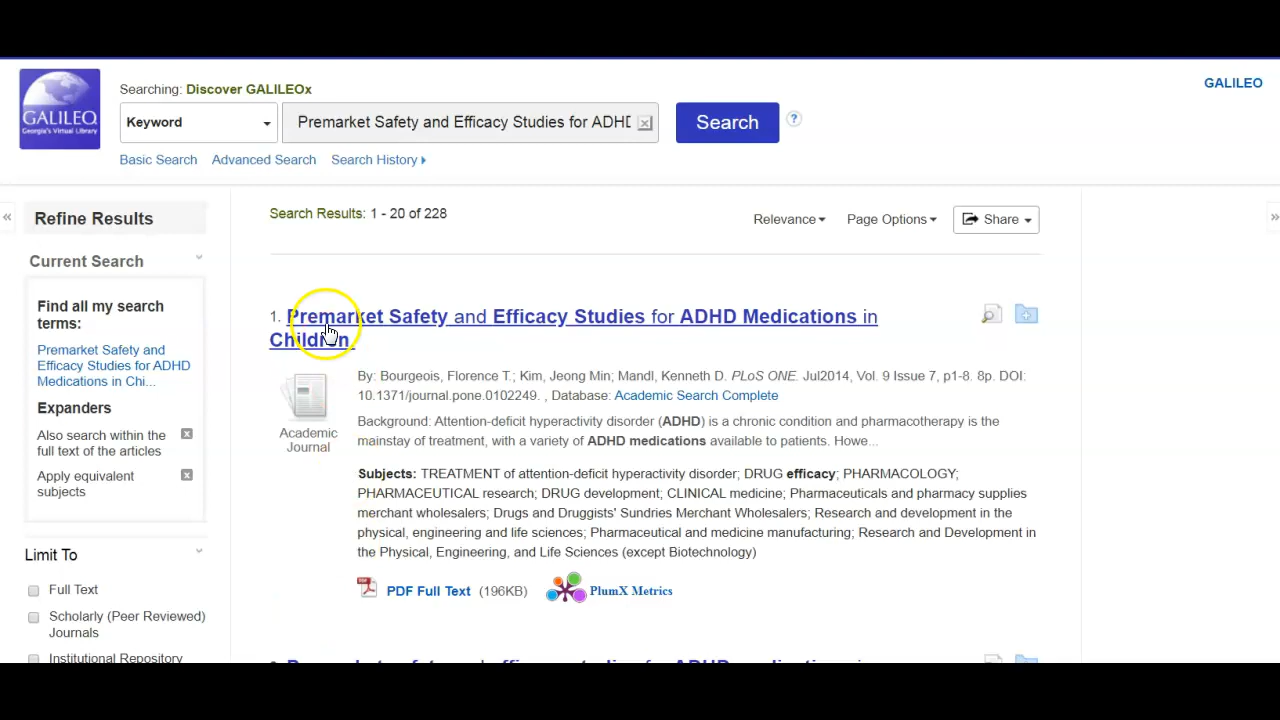 GALILEO
Georgia's Virtual Library
Searching: Discover GALILEOx
GALILEO
Keyword
Premarket Safety and Efficacy Studies for ADHD
Search
?
Basic Search
Advanced Search
Search History
Refine Results
Search Results: 1 - 20 of 228
Relevance
Page Options
Share
Current Search
Find all my search
terms:
Premarket Safety and
Efficacy Studies for ADHD
Medications in Chi...
Expanders
Also search within the
full text of the articles
Apply equivalent
subjects
Limit To
Full Text
Scholarly (Peer Reviewed)
Journals
Institutional Repository
1. Premarket Safety and Efficacy Studies for ADHD Medications in
Children.
Academic
Journal
By: Bourgeois, Florence T.; Kim, Jeong Min; Mandl, Kenneth D. PLoS ONE. Jul2014, Vol. 9 Issue 7, p1-8. 8p. DOI:
10.1371/journal.pone.0102249. , Database: Academic Search Complete
Background: Attention-deficit hyperactivity disorder (ADHD) is a chronic condition and pharmacotherapy is the
mainstay of treatment, with a variety of ADHD medications available to patients. Howe...
Subjects: TREATMENT of attention-deficit hyperactivity disorder; DRUG efficacy; PHARMACOLOGY;
PHARMACEUTICAL research; DRUG development; CLINICAL medicine; Pharmaceuticals and pharmacy supplies
merchant wholesalers; Drugs and Druggists' Sundries Merchant Wholesalers; Research and development in the
physical, engineering and life sciences; Pharmaceutical and medicine manufacturing; Research and Development in
the Physical, Engineering, and Life Sciences (except Biotechnology)
PDF Full Text (196KB)
PlumX Metrics